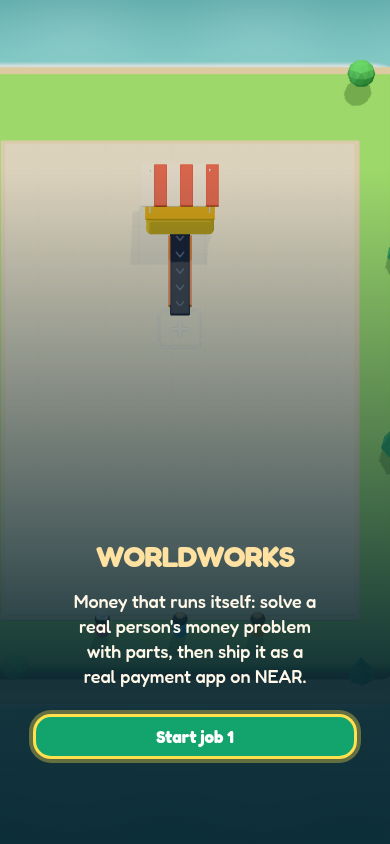 WORLDWORKS
Money that runs itself: solve a
real person's money problem
with parts, then ship it as a
real payment app on NEAR.
Start job 1